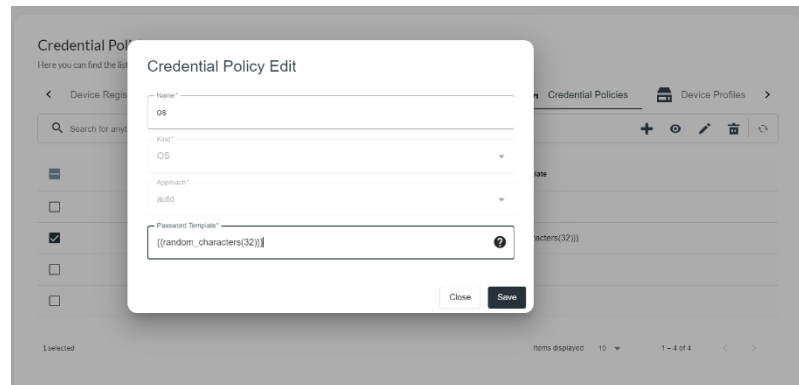 Credential Pol
Here you can find the list
Credential Policy Edit
Device Regis
Credential Policies
Device Profiles
Name*
os
Search for anyt
Kind*
OS
late
Approach*
auto
Password Template*
{{random_characters(32)}}
racters(32)}}
Close
Save
1 selected
Items displayed 10
1 – 4 of 4